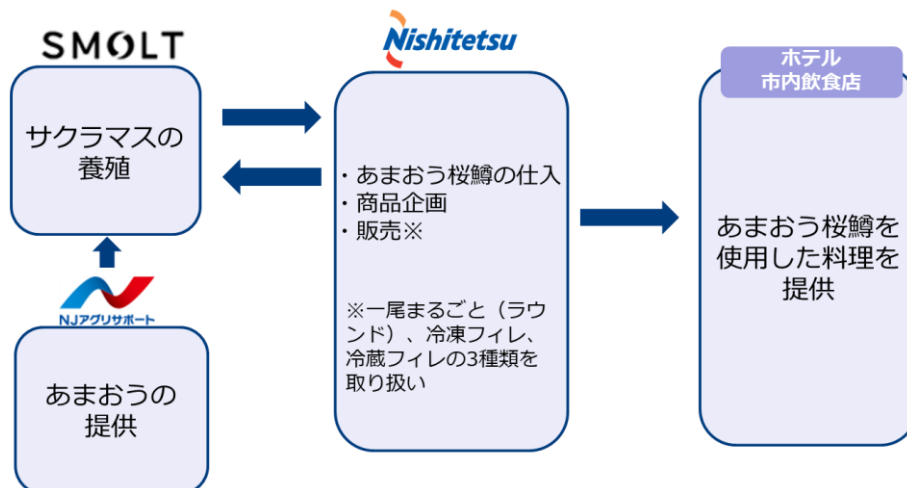 SMOLT
サクラマスの
養殖
NJアグリサポート
あまおうの
提供
Nishitetsu
・あまおう桜鱒の仕入
・商品企画
・販売※
※一尾まるごと（ラウ
ンド）、冷凍フィレ、
冷蔵フィレの3種類を
取り扱い
ホテル
市内飲食店
あまおう桜鱒を
使用した料理を
提供